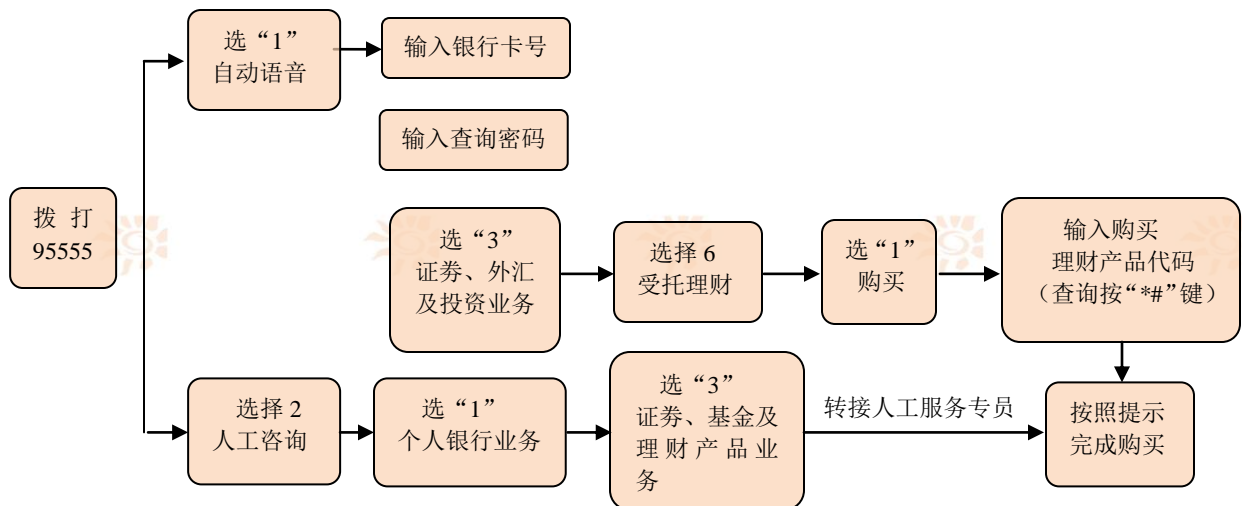 选“1”
自动语音
输入银行卡号
输入查询密码
拨 打
95555
选“3”
证券、外汇
及投资业务
选择 6
受托理财
选“1”
购买
输入购买
理财产品代码
（查询按“*#”键）
选择 2
人工咨询
选“1”
个人银行业务
选“3”
证券、基金及
理 财 产 品 业
务
转接人工服务专员
按照提示
完成购买